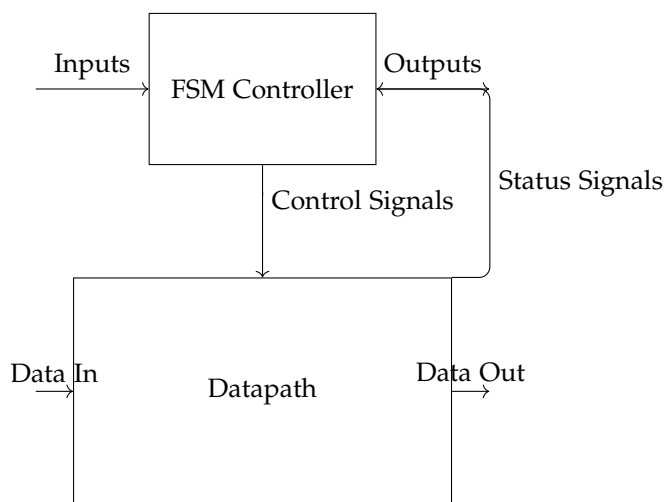 Inputs
Outputs
FSM Controller
Status Signals
Control Signals
Data In
Data Out
Datapath